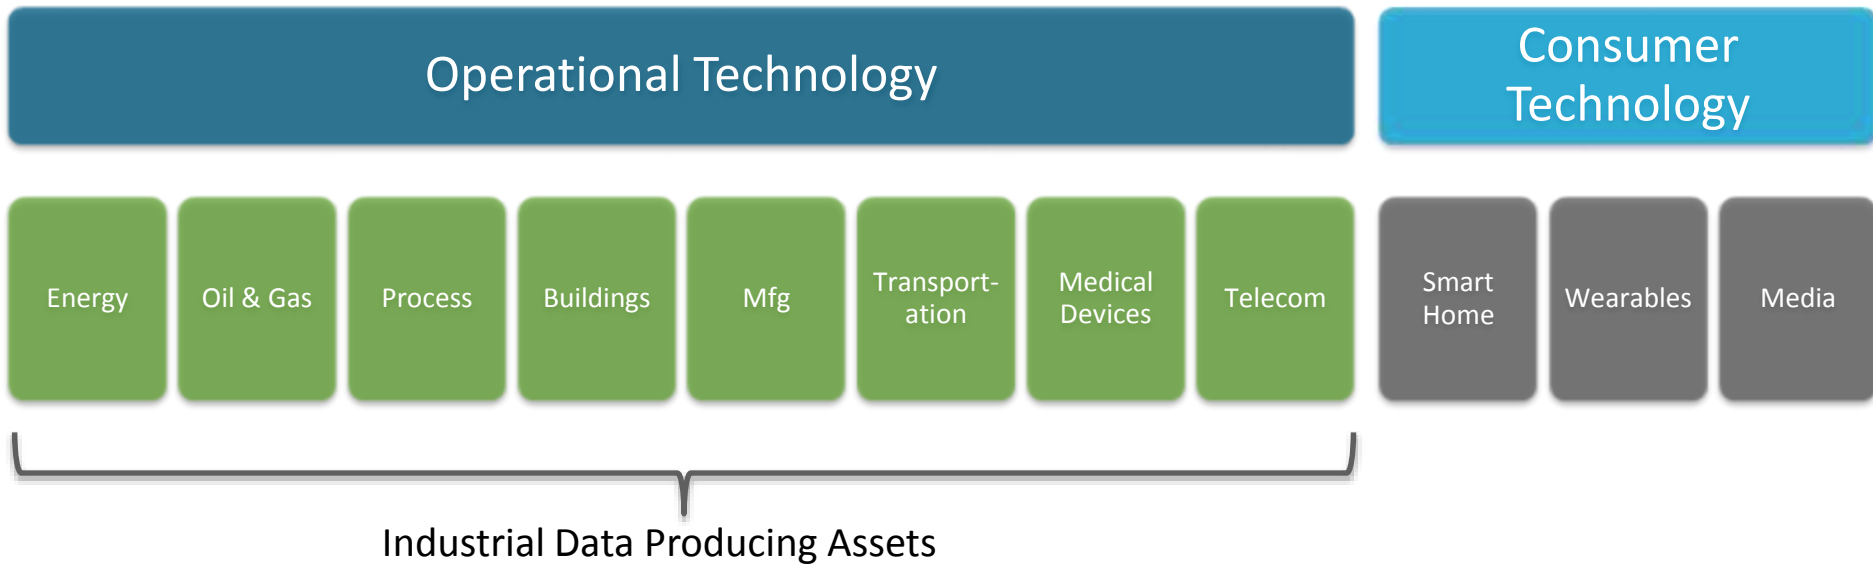 Operational Technology
Consumer
Technology
Energy
Oil & Gas
Process
Buildings
Mfg
Transport-
ation
Medical
Devices
Telecom
Smart
Home
Wearables
Media
Industrial Data Producing Assets